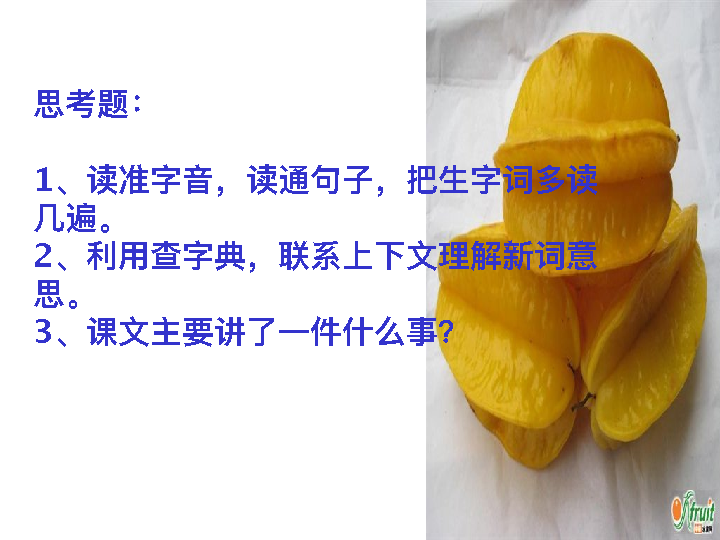 思考题：
1、读准字音，读通句子，把生字词多读
几遍。
2、利用查字典，联系上下文理解新词意
思。
3、课文主要讲了一件什么事？
fruit